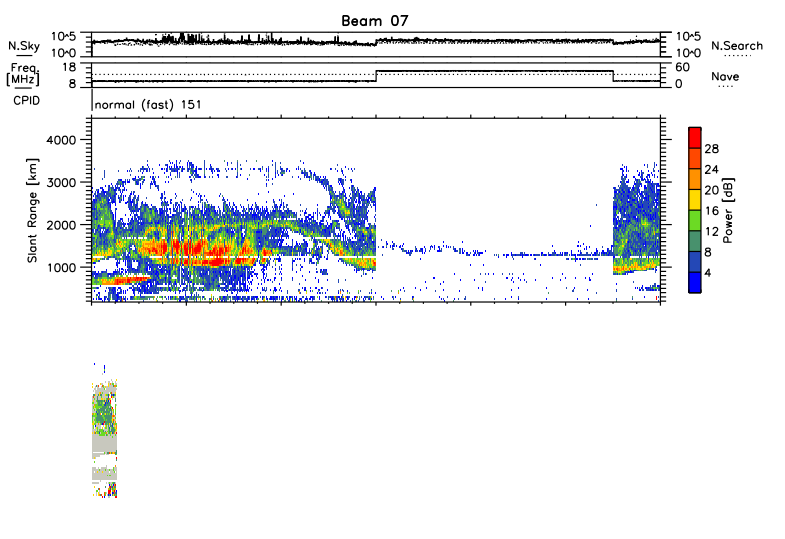 Beam 07
N.Sky
10^5
10^0
10^5
10^0
N.Search
Freq.
[MHz]
18
8
60
0
Nave
CPID
normal (fast) 151
Slant Range [km]
4000
3000
2000
1000
28
24
20
16
12
8
4
Power [dB]